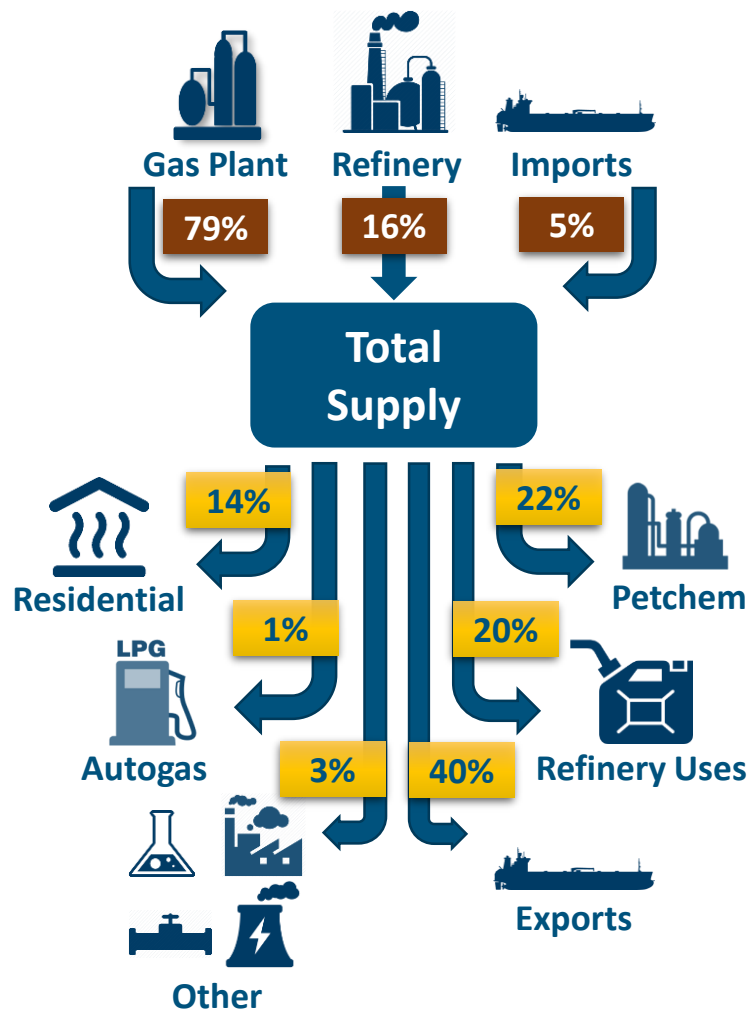 Gas Plant
Refinery
Imports
79%
16%
5%
Total
Supply
14%
22%
Residential
Petchem
1%
20%
LPG
Autogas
Refinery Uses
3%
40%
Exports
Other